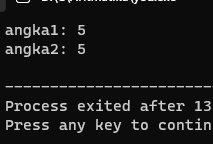 angka1: 5
angka2: 5
-----------------------
Process exited after 13
Press any key to contin